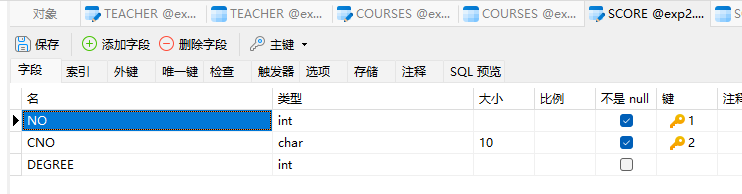 对象 TEACHER @ex... TEACHER @ex... COURSES @ex... COURSES @ex... SCORE @exp2.... S
保存 添加字段 删除字段 主键
字段 索引 外键 唯一键 检查 触发器 选项 存储 注释 SQL 预览
名 类型 大小 比例 不是 null 键 注释
NO int 1
CNO char 10 2
DEGREE int